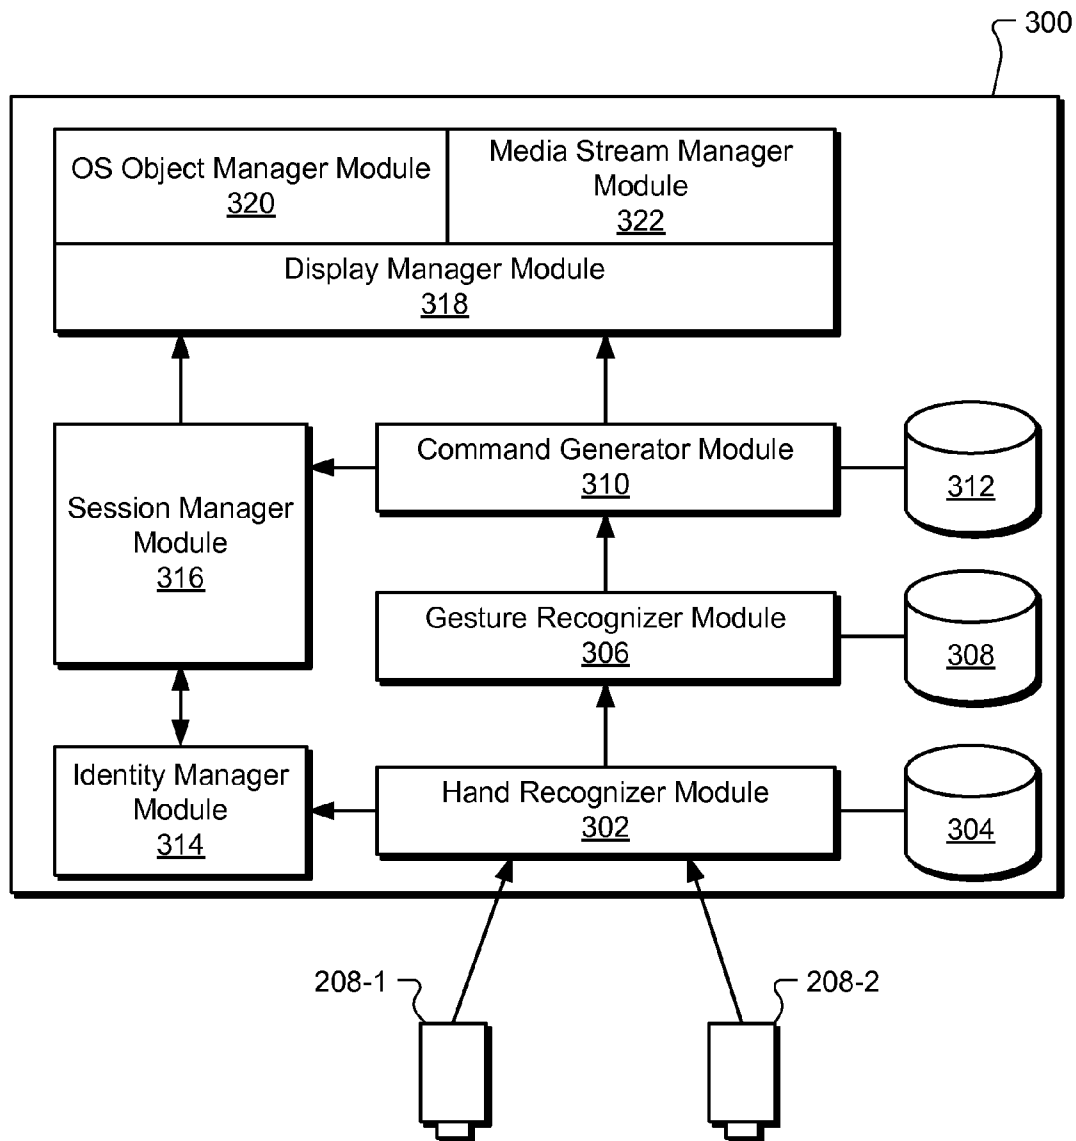 300
OS Object Manager Module
320
Media Stream Manager
Module
322
Display Manager Module
318
Session Manager
Module
316
Command Generator Module
310
312
Gesture Recognizer Module
306
308
Identity Manager
Module
314
Hand Recognizer Module
302
304
208-1
208-2